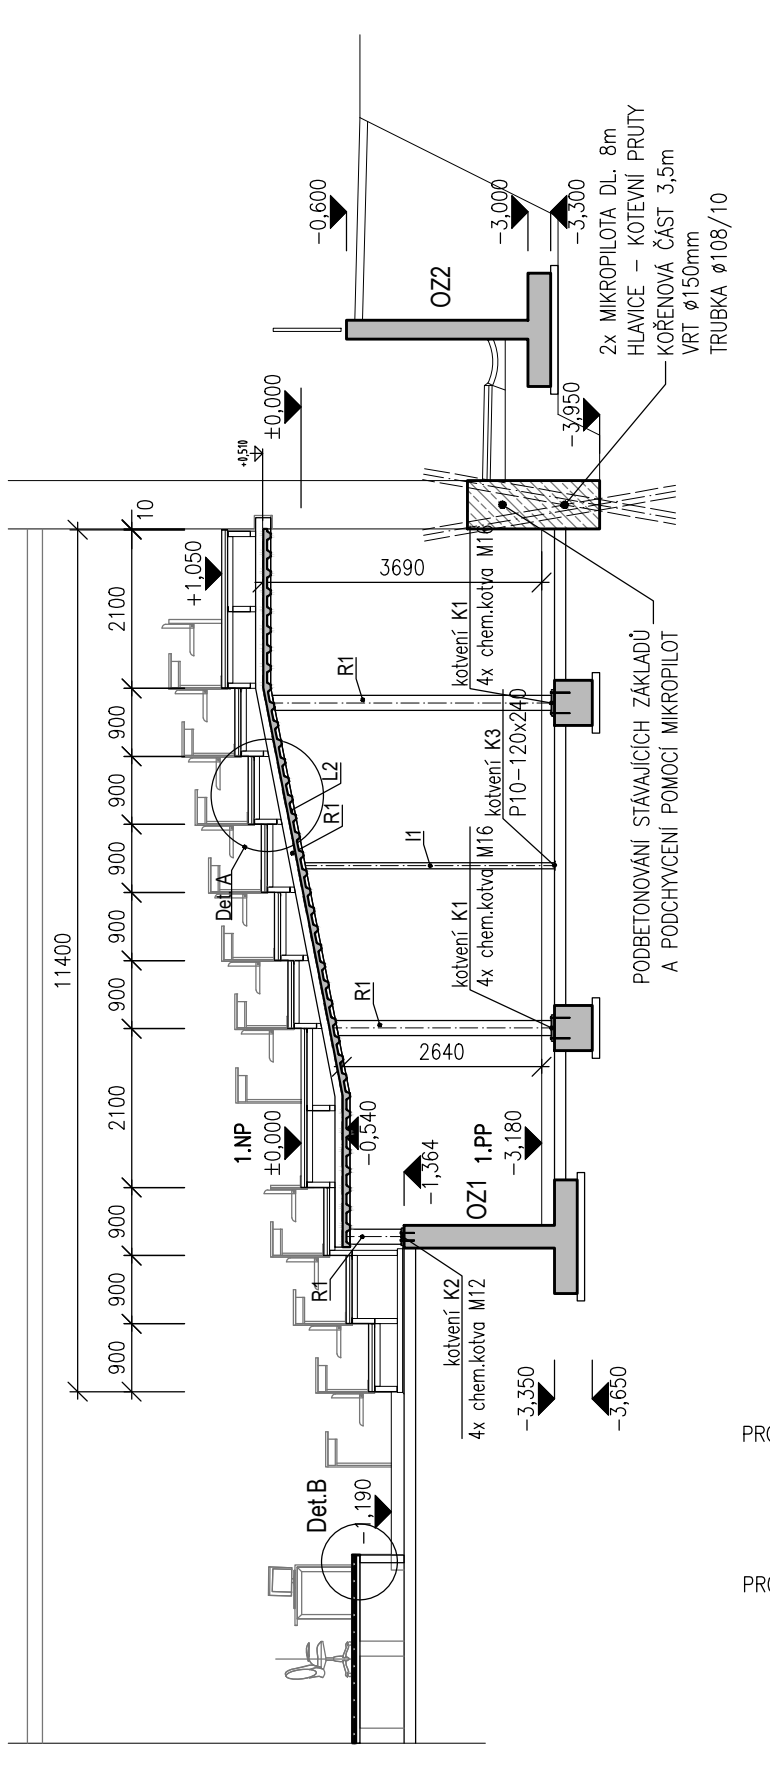 11400
900
900
900
2100
900
900
900
900
900
2100
10
+1,050
+0,510
±0,000
-0,600
-3,000
-3,300
OZ2
-3,950
2x MIKROPILOTA DL. 8m
HLAVICE - KOTEVNÍ PRUTY
KOŘENOVÁ ČÁST 3,5m
VRT ø150mm
TRUBKA ø108/10
PODBETONOVÁNÍ STÁVAJÍCÍCH ZÁKLADŮ
A PODCHYVCENÍ POMOCÍ MIKROPILOT
3690
R1
kotvení K1
4x chem.kotva M16
kotvení K3
P10-120x240
L2
R1
Det. A
I1
kotvení K1
4x chem.kotva M16
R1
2640
1.NP
±0,000
-0,540
-1,364
1.PP
-3,180
OZ1
R1
kotvení K2
4x chem.kotva M12
-3,350
-3,650
Det.B
-1,190
PRO
PRO